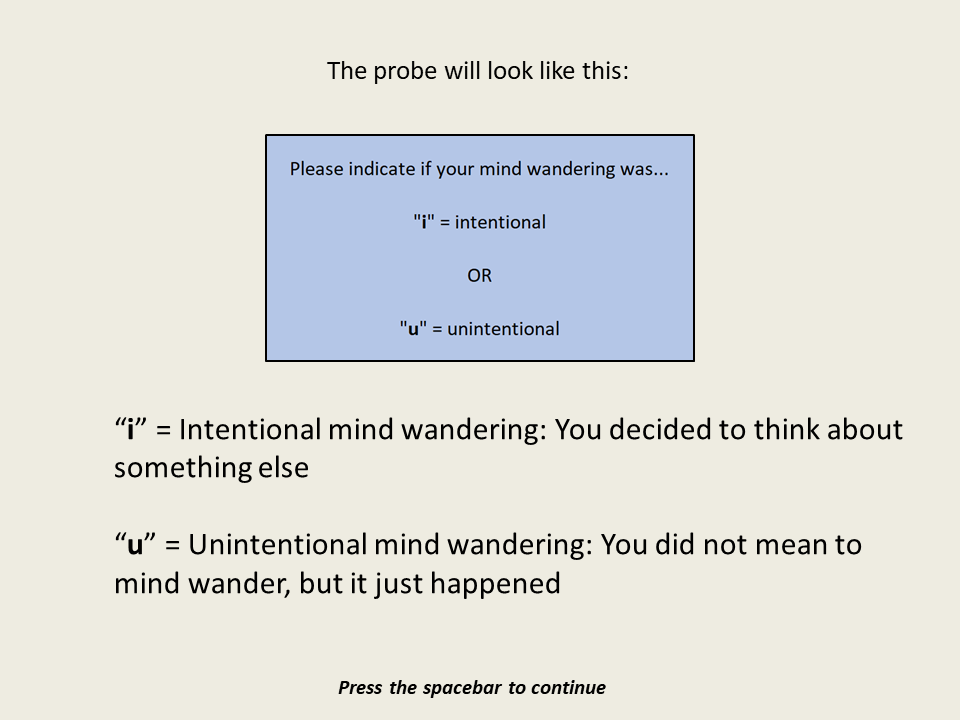 The probe will look like this:
Please indicate if your mind wandering was...
"i" = intentional
OR
"u" = unintentional
“i” = Intentional mind wandering: You decided to think about
something else
“u” = Unintentional mind wandering: You did not mean to
mind wander, but it just happened
Press the spacebar to continue